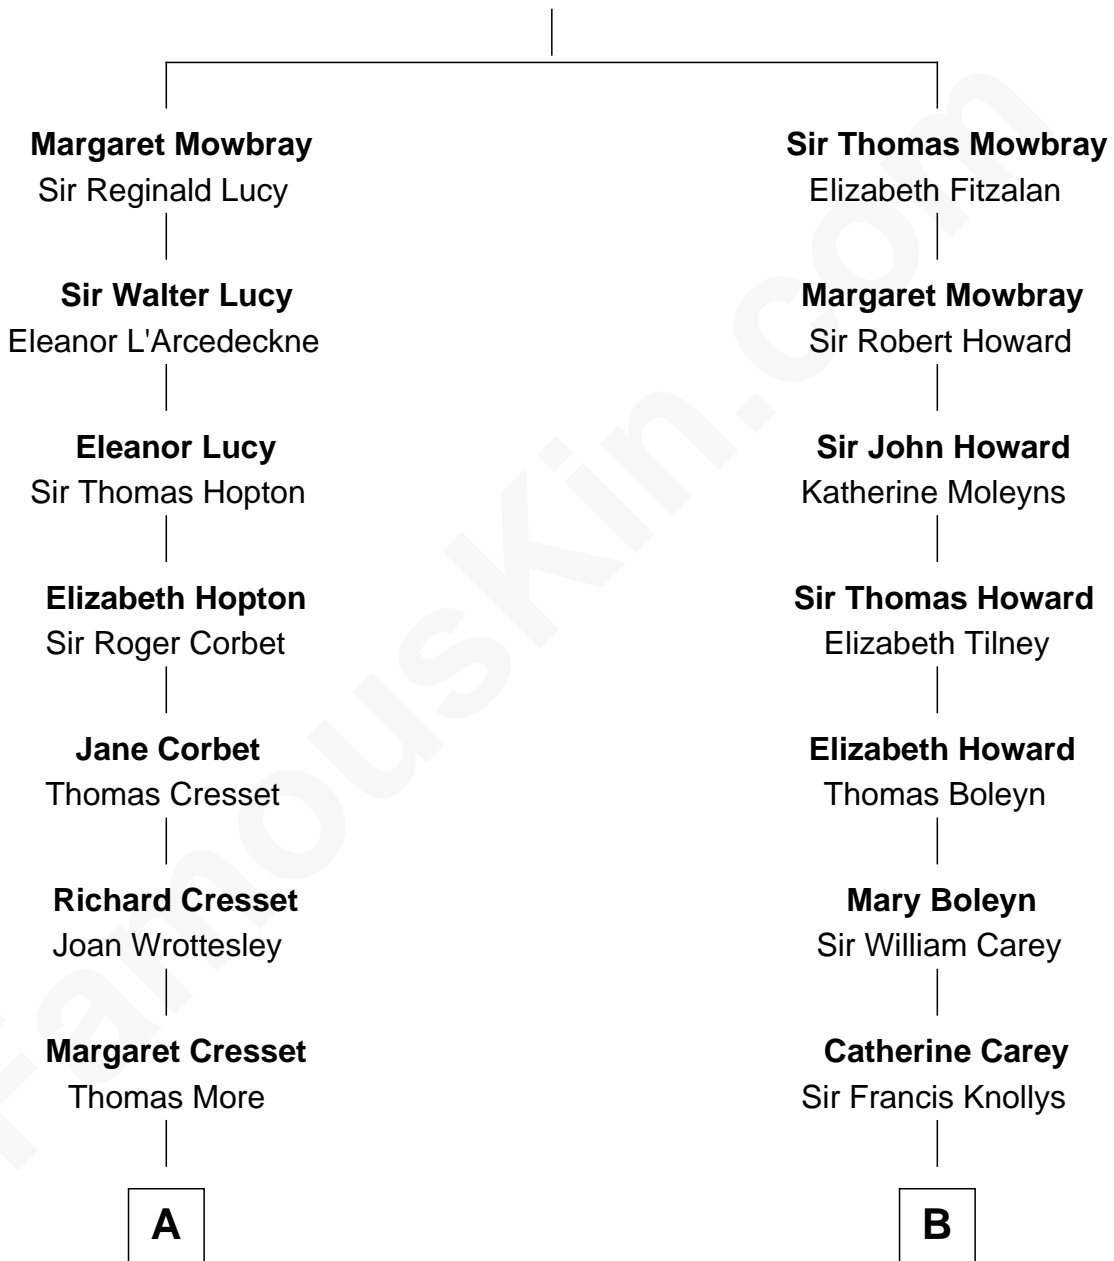 Margaret Mowbray
Sir Reginald Lucy
Sir Walter Lucy
Eleanor L'Arcedeckne
Eleanor Lucy
Sir Thomas Hopton
Elizabeth Hopton
Sir Roger Corbet
Jane Corbet
Thomas Cresset
Richard Cresset
Joan Wrottesley
Margaret Cresset
Thomas More
A
Sir Thomas Mowbray
Elizabeth Fitzalan
Margaret Mowbray
Sir Robert Howard
Sir John Howard
Katherine Moleyns
Sir Thomas Howard
Elizabeth Tilney
Elizabeth Howard
Thomas Boleyn
Mary Boleyn
Sir William Carey
Catherine Carey
Sir Francis Knollys
B
FamousKin.com